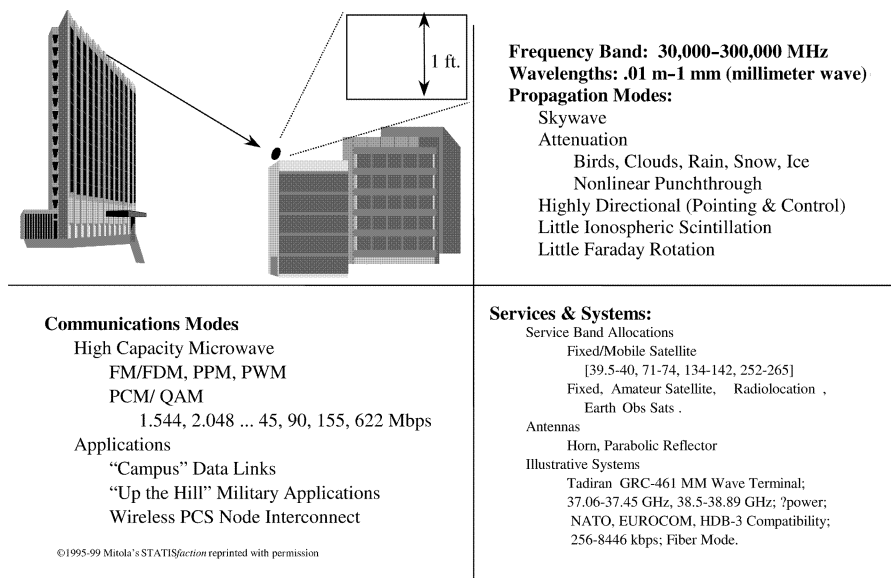 1 ft.
Frequency Band: 30,000–300,000 MHz
Wavelengths: .01 m–1 mm (millimeter wave)
Propagation Modes:
Skywave
Attenuation
Birds, Clouds, Rain, Snow, Ice
Nonlinear Punchthrough
Highly Directional (Pointing & Control)
Little Ionospheric Scintillation
Little Faraday Rotation
Communications Modes
High Capacity Microwave
FM/FDM, PPM, PWM
PCM/ QAM
1.544, 2.048 ... 45, 90, 155, 622 Mbps
Applications
“Campus” Data Links
“Up the Hill” Military Applications
Wireless PCS Node Interconnect
©1995-99 Mitola's STATISfaction reprinted with permission
Services & Systems:
Service Band Allocations
Fixed/Mobile Satellite
[39.5-40, 71-74, 134-142, 252-265]
Fixed, Amateur Satellite, Radiolocation ,
Earth Obs Sats .
Antennas
Horn, Parabolic Reflector
Illustrative Systems
Tadiran GRC-461 MM Wave Terminal;
37.06-37.45 GHz, 38.5-38.89 GHz; ?power;
NATO, EUROCOM, HDB-3 Compatibility;
256-8446 kbps; Fiber Mode.